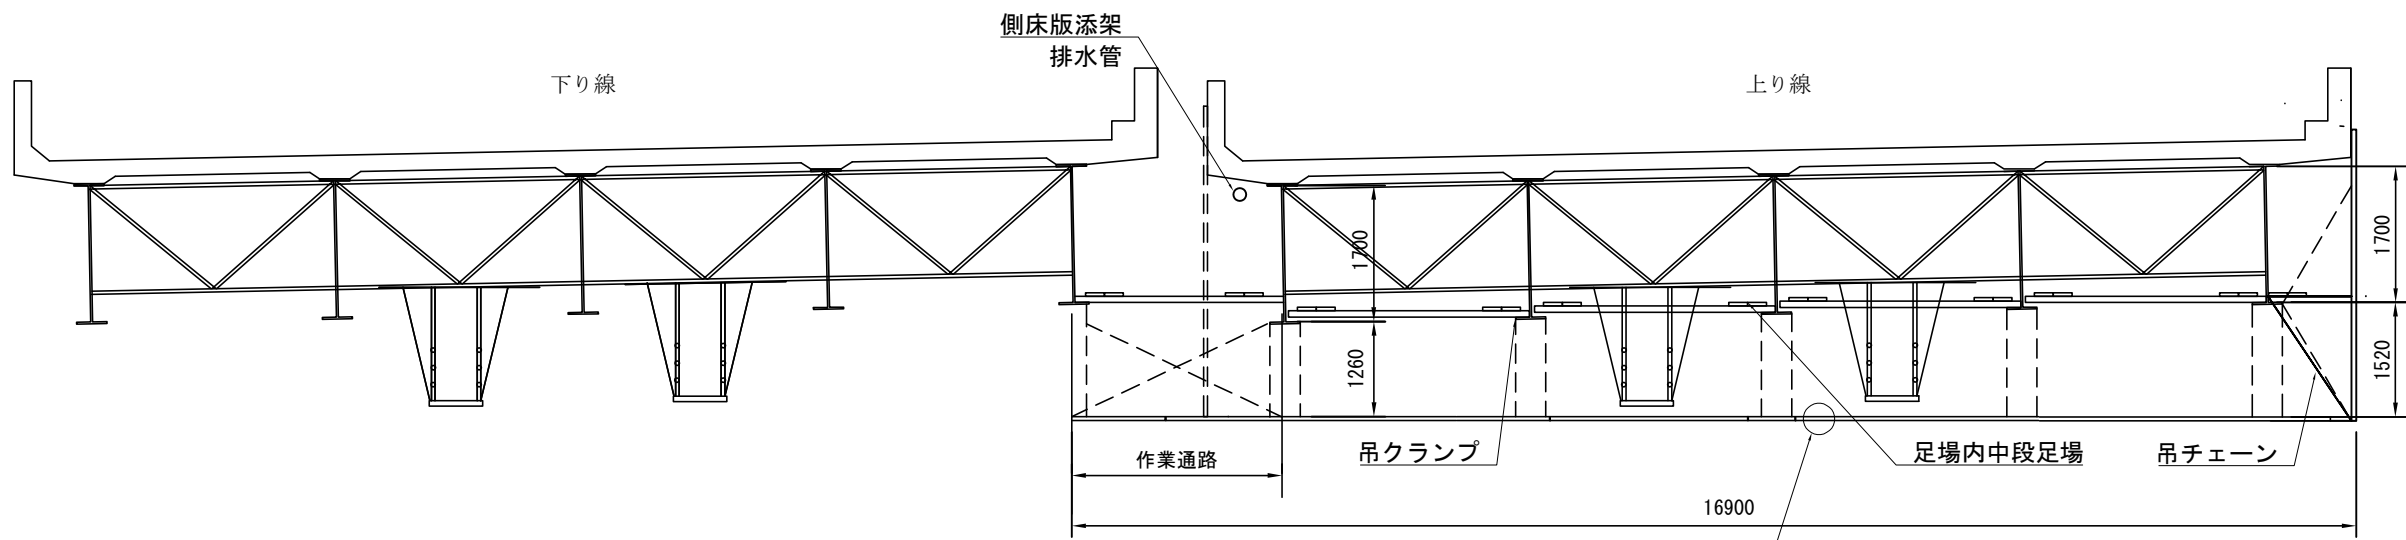 側床版添架
排水管
下り線
上り線
1700
1700
1260
1520
作業通路
吊クランプ
足場内中段足場
吊チェーン
16900